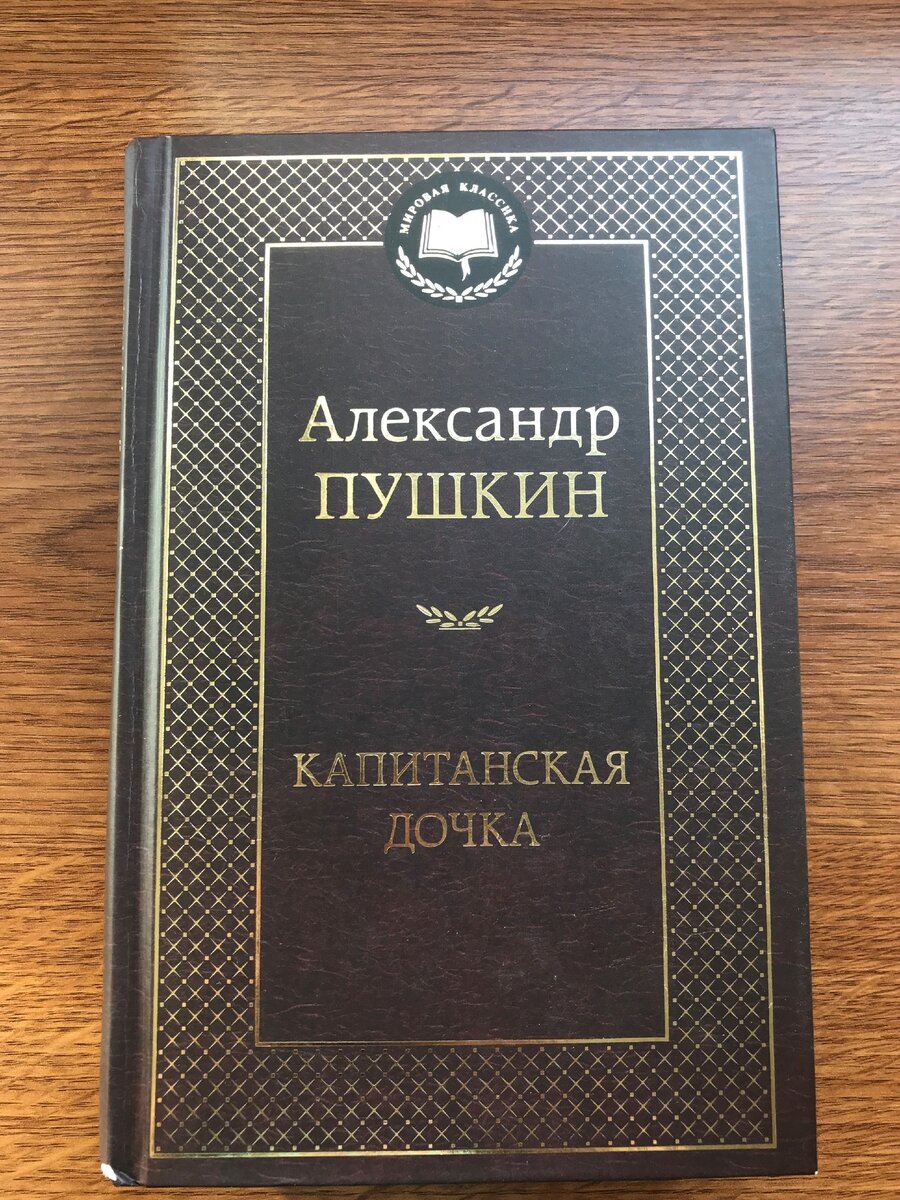 МИРОВАЯ КЛАССИКА
Александр
ПУШКИН
КАПИТАНСКАЯ
ДОЧКА